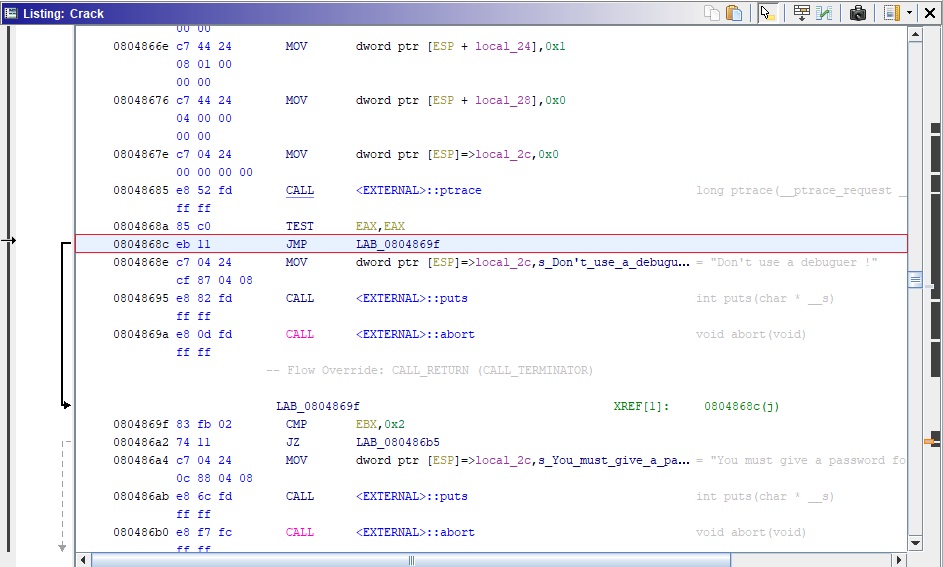 Listing: Crack
00 00
0804866e c7 44 24 MOV dword ptr [ESP + local_24],0x1
08 01 00
00 00
08048676 c7 44 24 MOV dword ptr [ESP + local_28],0x0
04 00 00
00 00
0804867e c7 04 24 MOV dword ptr [ESP]=>local_2c,0x0
00 00 00 00
08048685 e8 52 fd CALL <EXTERNAL>::ptrace long ptrace(__ptrace_request _
ff ff
0804868a 85 c0 TEST EAX,EAX
0804868c eb 11 JMP LAB_0804869f
0804868e c7 04 24 MOV dword ptr [ESP]=>local_2c,s_Don't_use_a_debugu... = "Don't use a debuguer !"
cf 87 04 08
08048695 e8 82 fd CALL <EXTERNAL>::puts int puts(char * __s)
ff ff
0804869a e8 0d fd CALL <EXTERNAL>::abort void abort(void)
ff ff
-- Flow Override: CALL_RETURN (CALL_TERMINATOR)
LAB_0804869f XREF[1]: 0804868c(j)
0804869f 83 fb 02 CMP EBX,0x2
080486a2 74 11 JZ LAB_080486b5
080486a4 c7 04 24 MOV dword ptr [ESP]=>local_2c,s_You_must_give_a_pa... = "You must give a password fo
0c 88 04 08
080486ab e8 6c fd CALL <EXTERNAL>::puts int puts(char * __s)
ff ff
080486b0 e8 f7 fc CALL <EXTERNAL>::abort void abort(void)
ff ff